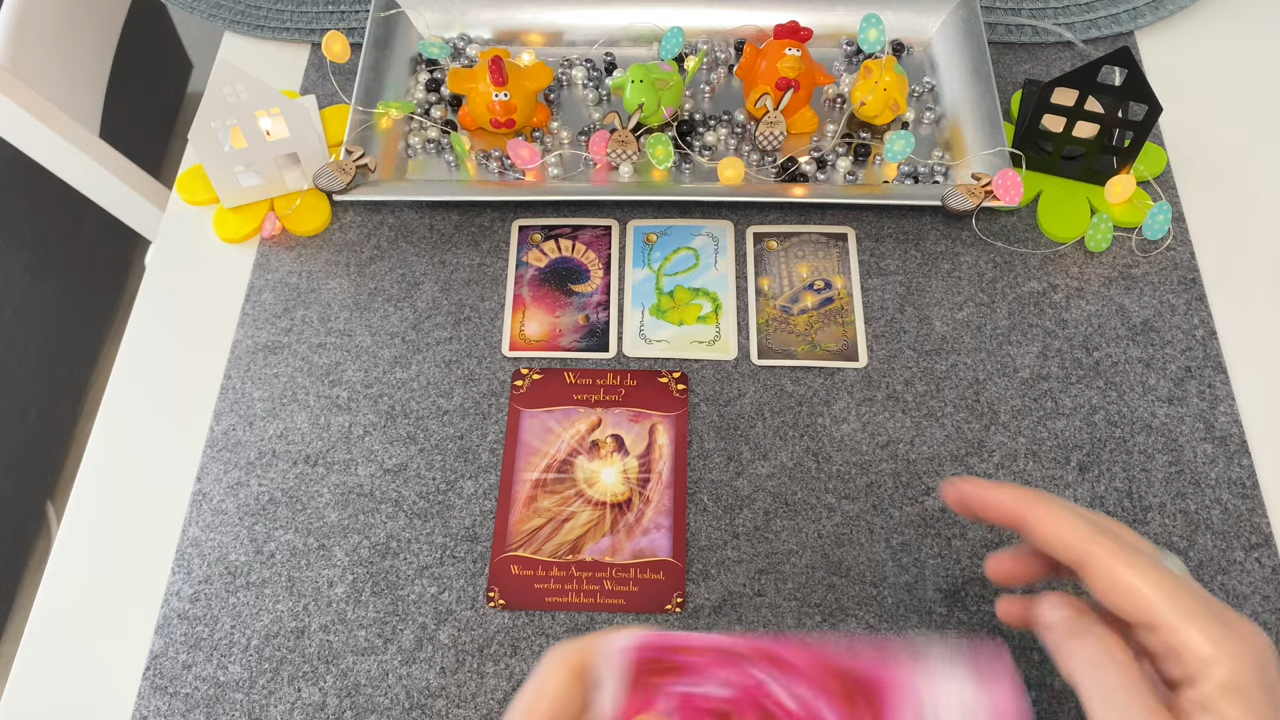 Wem sollst du
vergeben?
Wenn du alten Ärger und Groll loslässt,
werden sich deine Wünsche
verwirklichen können.